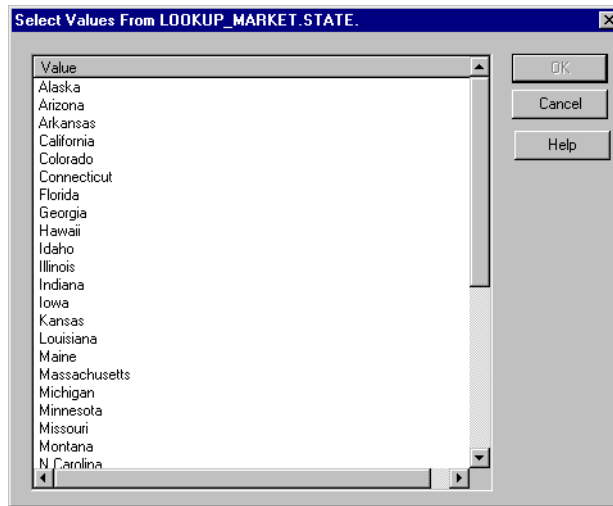 Select Values From LOOKUP_MARKET.STATE.
Value
Alaska
Arizona
Arkansas
California
Colorado
Connecticut
Florida
Georgia
Hawaii
Idaho
Illinois
Indiana
Iowa
Kansas
Louisiana
Maine
Massachusetts
Michigan
Minnesota
Missouri
Montana
N Carolina
OK
Cancel
Help